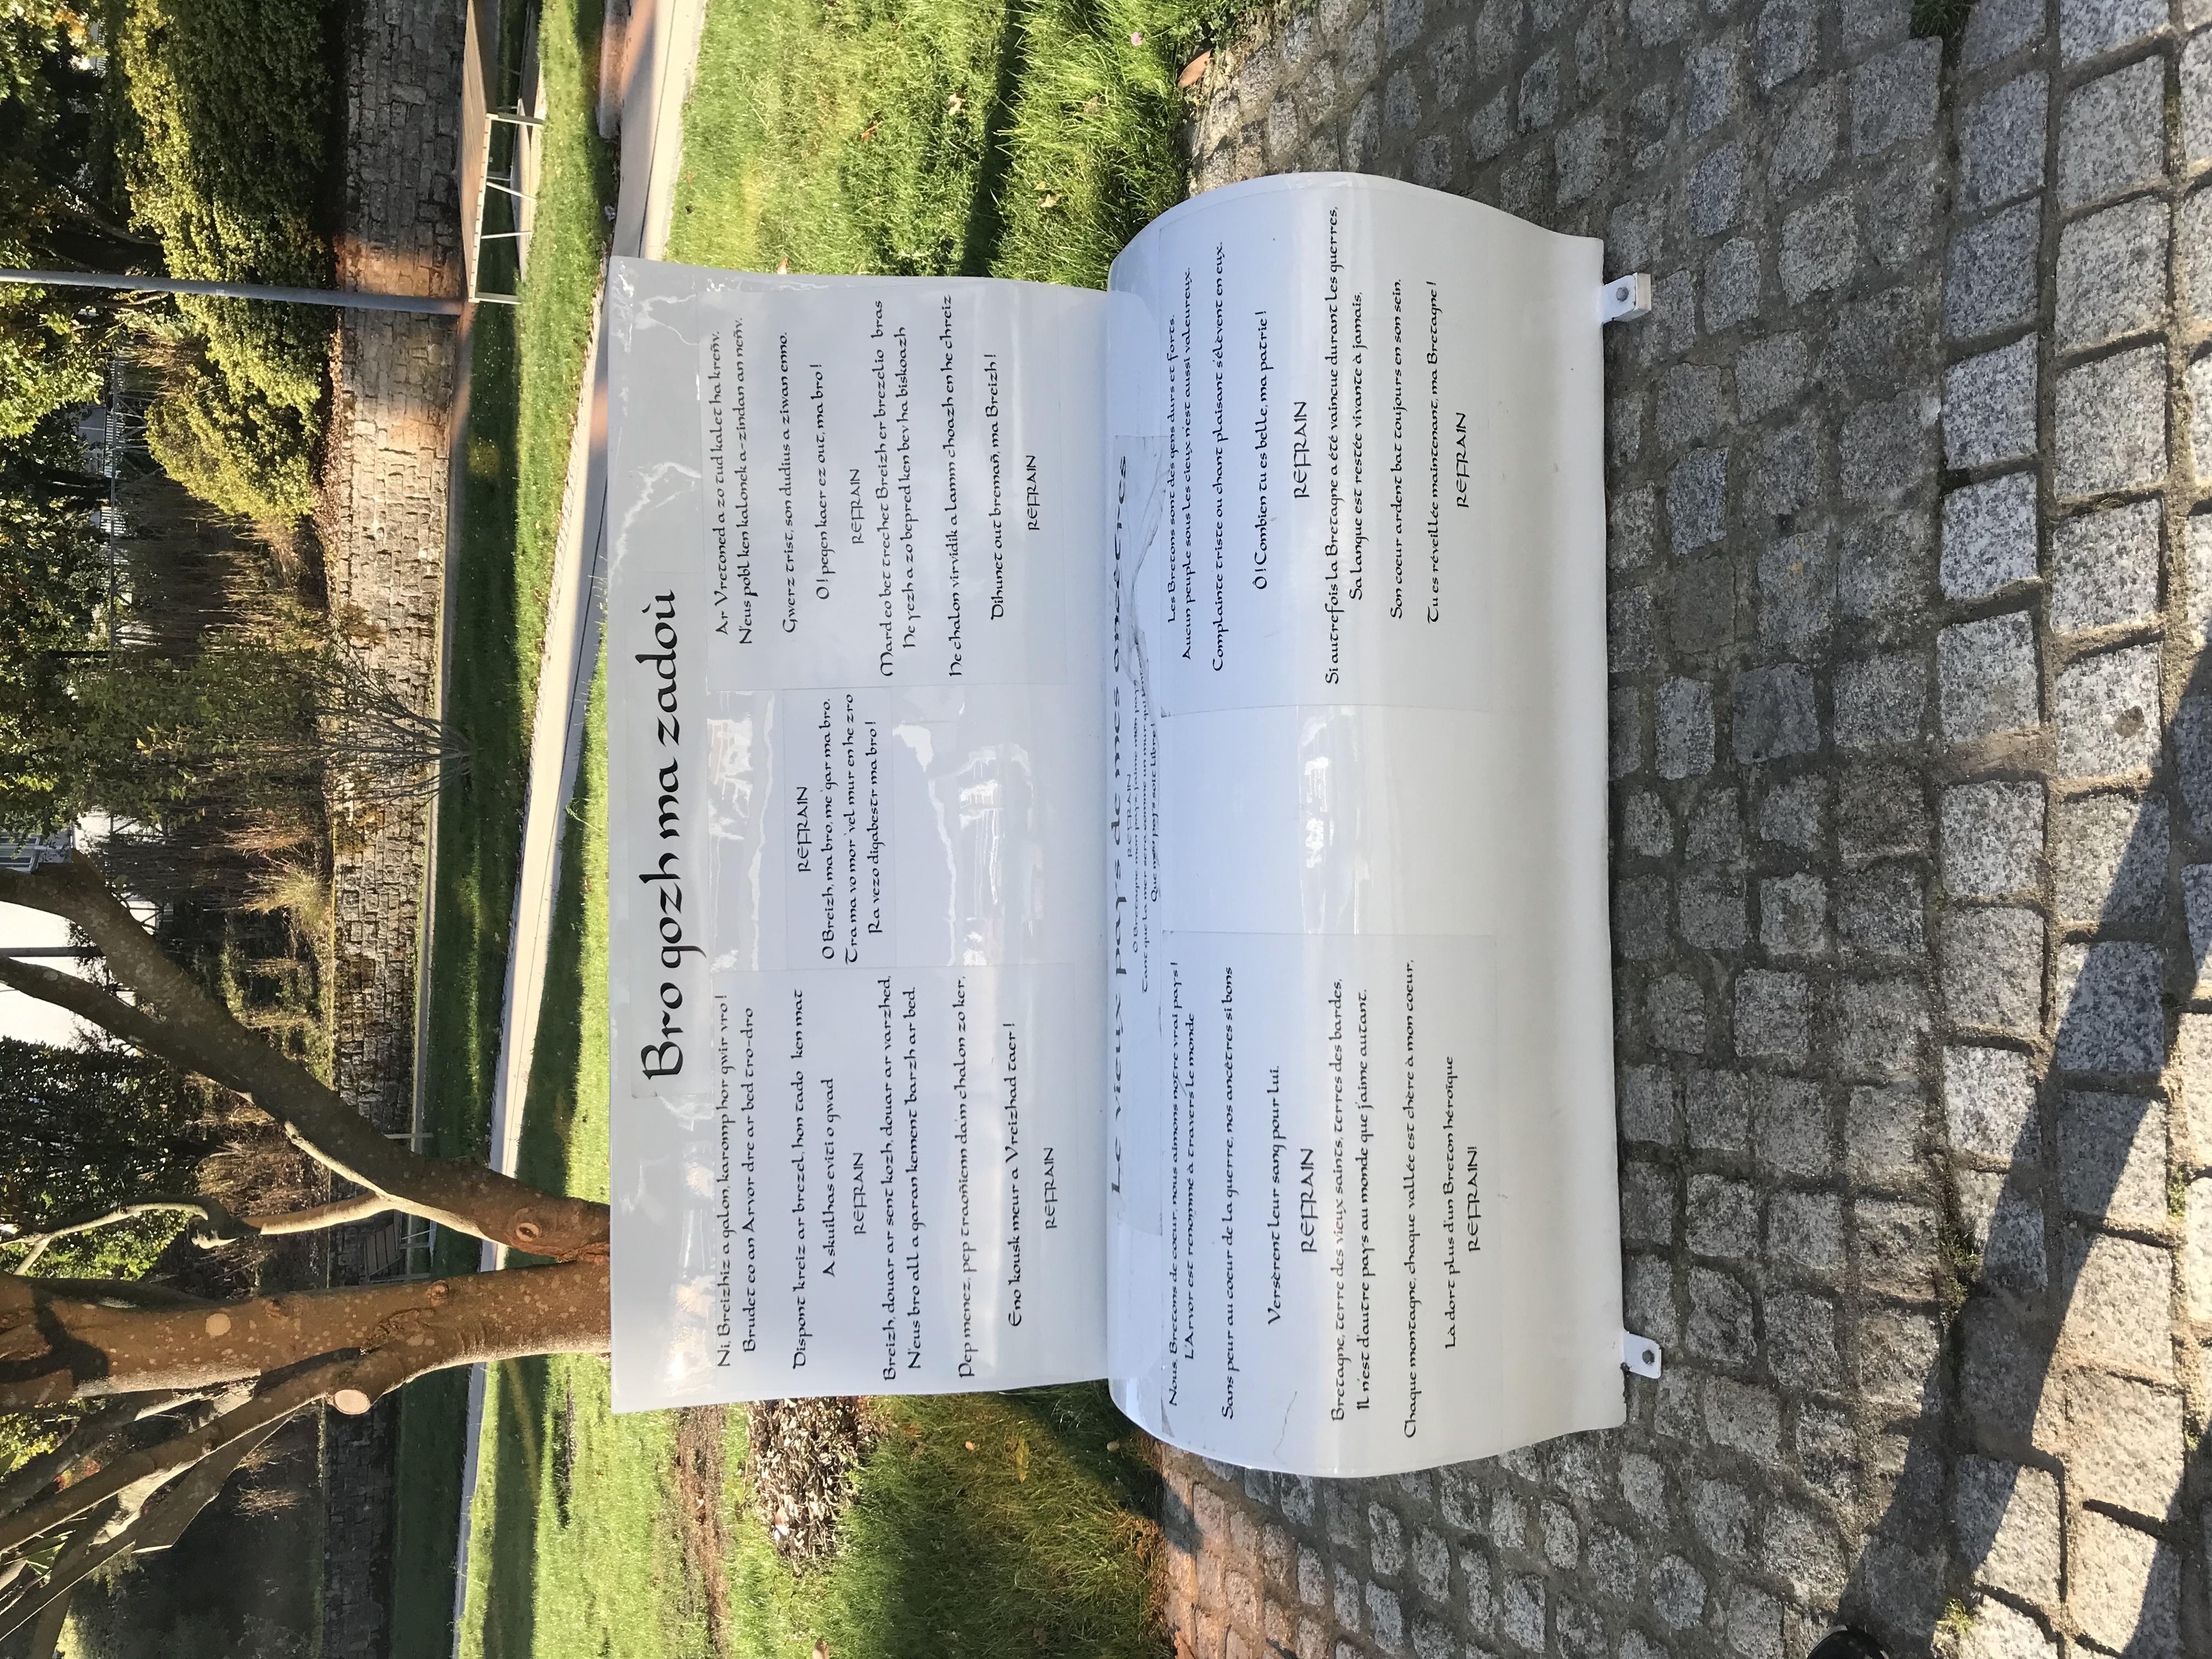 Bro gozh ma zadoù
Ni, Breizhiz a galon, karomp hor gwir vro!
Brudet eo an Arvor dre ar bed tro-dro
Dispont kreiz ar brezel, hon tado ken mat
A skuilhas eviti o gwad
REFRAIN
Breizh, douar ar sent kozh, douar ar varzhed,
N'eus bro all a garan kement 'barzh ar bed.
Pep menez, pep traoñienn da'm c'halon zo ker,
Eno kousk meur a Vreizhad taer!
REFRAIN
REFRAIN
O Breizh, ma bro, me 'gar ma bro.
Tra ma vo mor 'vel mur en he zro
Ra vezo digabestr ma bro!
Ar Vretoned a zo tud kalet ha kreñv.
N'eus pobl ken kalonek a-zindan an neñv.
Gwerz trist, son dudius a ziwan enno.
O! pegen kaer ez out, ma bro!
REFRAIN
Mard eo bet trec'het Breizh er brezelio bras
He yezh a zo bepred ken bev ha biskoazh
He c'halon virvidik a lamm c'hoazh en he c'hreiz
Dihunet out bremañ, ma Breizh!
REFRAIN
Le vieux pays de mes ancêtres
REFRAIN
O Bretagne, mon pays, j'aime mon pays
Tant que la mer sera comme un mur
Que mon pays soit libre!
Nous, Bretons de coeur, nous aimons notre vrai pays!
L'Arvor est renommé à travers le monde
Sans peur au coeur de la guerre, nos ancêtres si bons
Versèrent leur sang pour lui.
REFRAIN
Bretagne, terre des vieux saints, terres des bardes,
Il n'est d'autre pays au monde que j'aime autant.
Chaque montagne, chaque vallée est chère à mon coeur,
Là dort plus d'un Breton héroïque
REFRAIN!
Les Bretons sont des gens durs et forts.
Aucun peuple sous les cieux n'est aussi valeureux.
Complainte triste ou chant plaisant s'élèvent en eux.
O! Combien tu es belle, ma patrie!
REFRAIN
Si autrefois la Bretagne a été vaincue durant les guerres,
Sa langue est restée vivante à jamais,
Son coeur ardent bat toujours en son sein,
Tu es réveillée maintenant, ma Bretagne!
REFRAIN